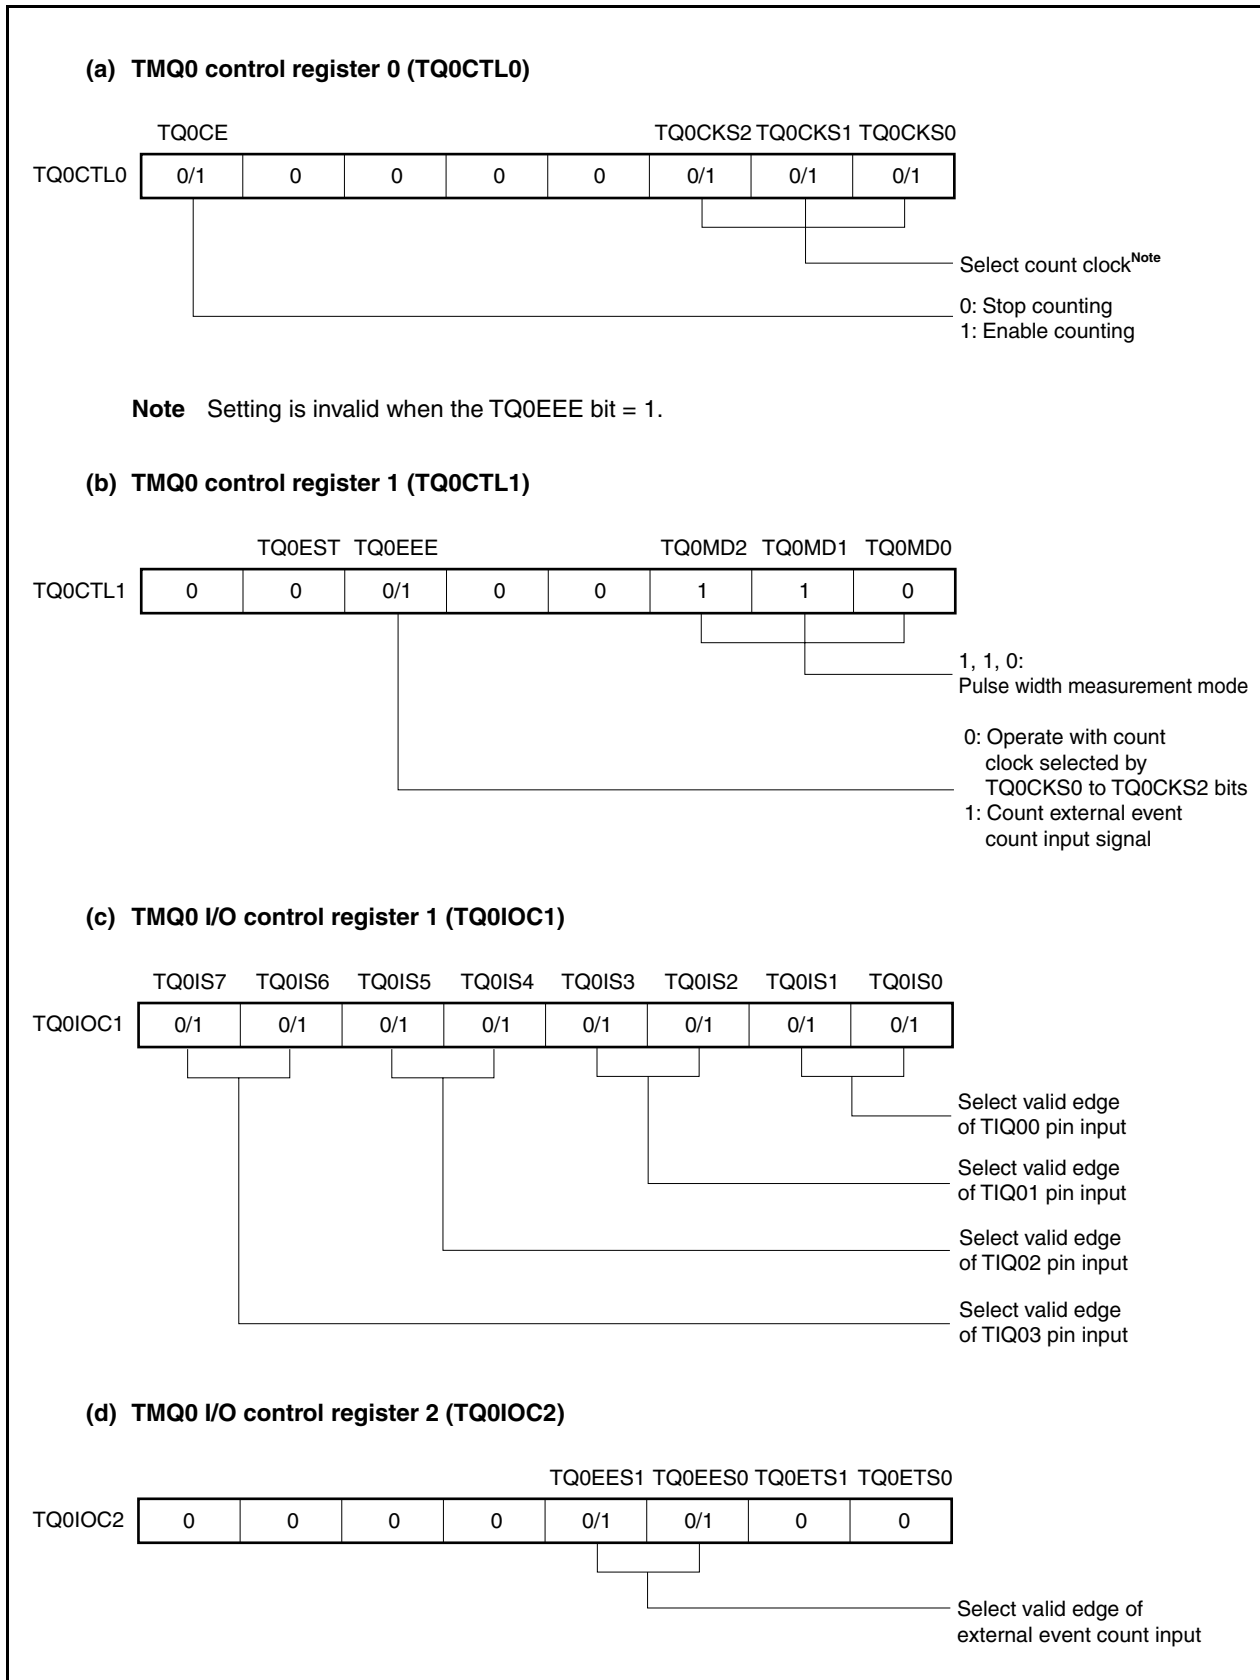 (a) TMQ0 control register 0 (TQ0CTL0)
TQ0CE TQ0CKS2 TQ0CKS1 TQ0CKS0
TQ0CTL0 0/1 0 0 0 0 0/1 0/1 0/1
Select count clockNote
0: Stop counting
1: Enable counting
Note Setting is invalid when the TQ0EEE bit = 1.
(b) TMQ0 control register 1 (TQ0CTL1)
TQ0EST TQ0EEE TQ0MD2 TQ0MD1 TQ0MD0
TQ0CTL1 0 0 0/1 0 0 1 1 0
1, 1, 0:
Pulse width measurement mode
0: Operate with count
clock selected by
TQ0CKS0 to TQ0CKS2 bits
1: Count external event
count input signal
(c) TMQ0 I/O control register 1 (TQ0IOC1)
TQ0IS7 TQ0IS6 TQ0IS5 TQ0IS4 TQ0IS3 TQ0IS2 TQ0IS1 TQ0IS0
TQ0IOC1 0/1 0/1 0/1 0/1 0/1 0/1 0/1 0/1
Select valid edge
of TIQ00 pin input
Select valid edge
of TIQ01 pin input
Select valid edge
of TIQ02 pin input
Select valid edge
of TIQ03 pin input
(d) TMQ0 I/O control register 2 (TQ0IOC2)
TQ0EES1 TQ0EES0 TQ0ETS1 TQ0ETS0
TQ0IOC2 0 0 0 0 0/1 0/1 0 0
Select valid edge of
external event count input